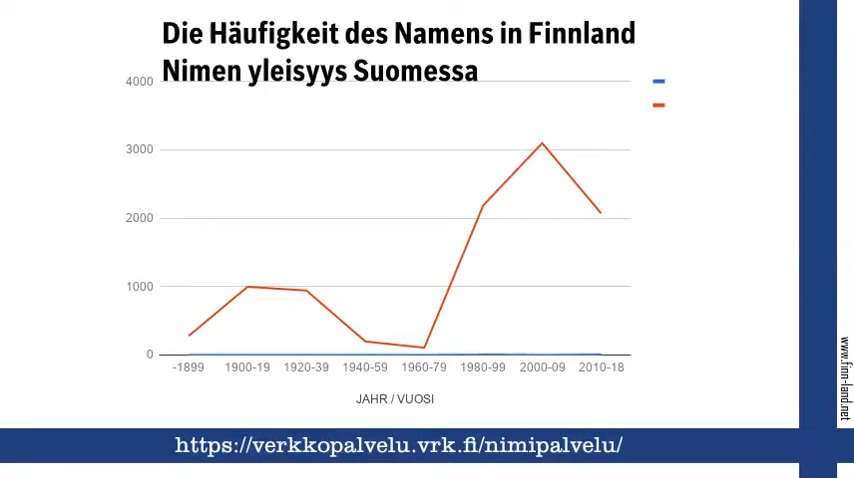 Die Häufigkeit des Namens in Finnland
Nimen yleisyys Suomessa
4000
3000
2000
1000
0
-1899 1900-19 1920-39 1940-59 1960-79 1980-99 2000-09 2010-18
JAHR / VUOSI
https://verkkopalvelu.vrk.fi/nimipalvelu/
www.finn-land.net